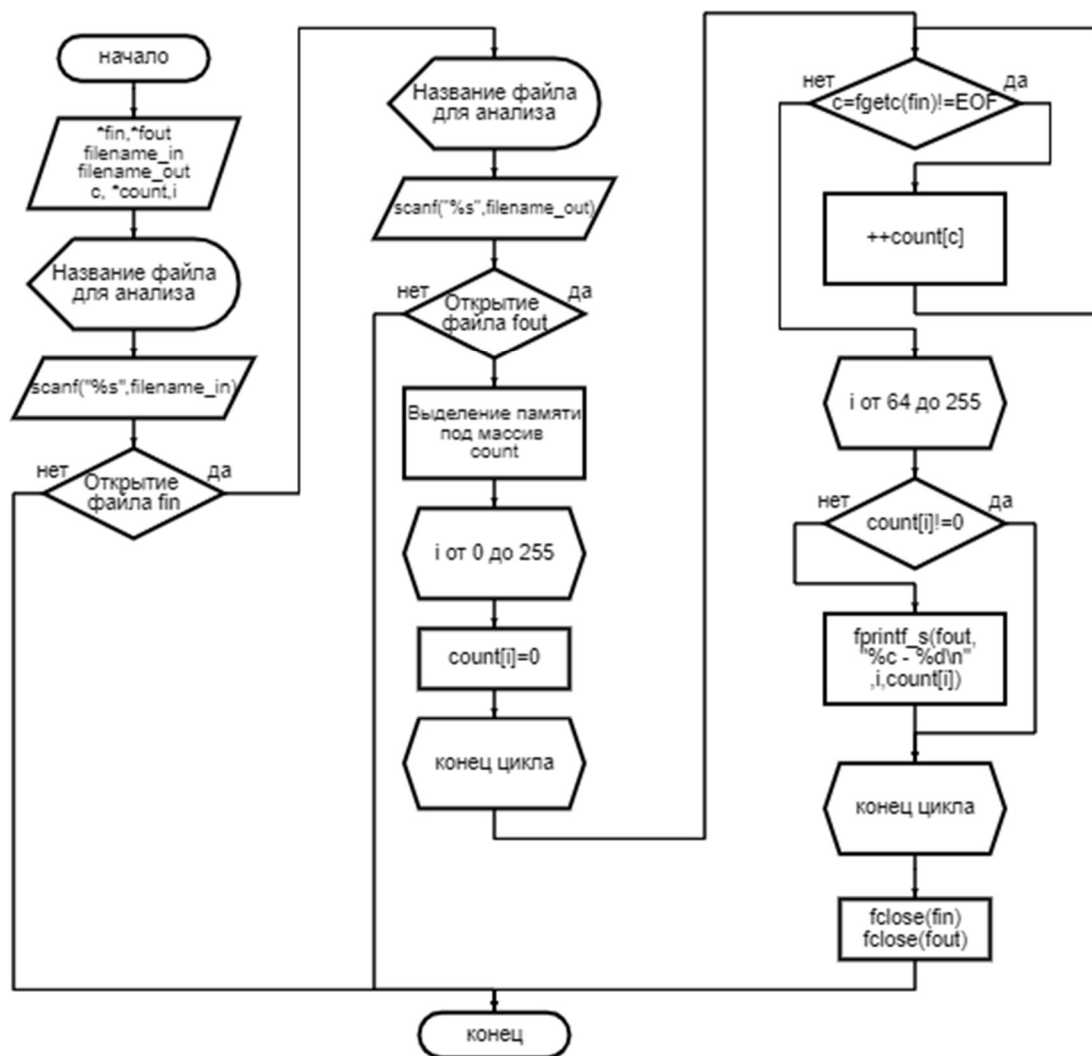 начало
*fin,*fout
filename_in
filename_out
c, *count,i
Название файла
для анализа
scanf("%s",filename_in)
нет
да
Открытие
файла fin
Название файла
для анализа
scanf("%s",filename_out)
нет
да
Открытие
файла fout
Выделение памяти
под массив
count
i от 0 до 255
count[i]=0
конец цикла
нет
да
c=fgetc(fin)!=EOF
++count[c]
i от 64 до 255
нет
да
count[i]!=0
fprintf_s(fout,
"%c - %d\n"
,i,count[i])
конец цикла
fclose(fin)
fclose(fout)
конец